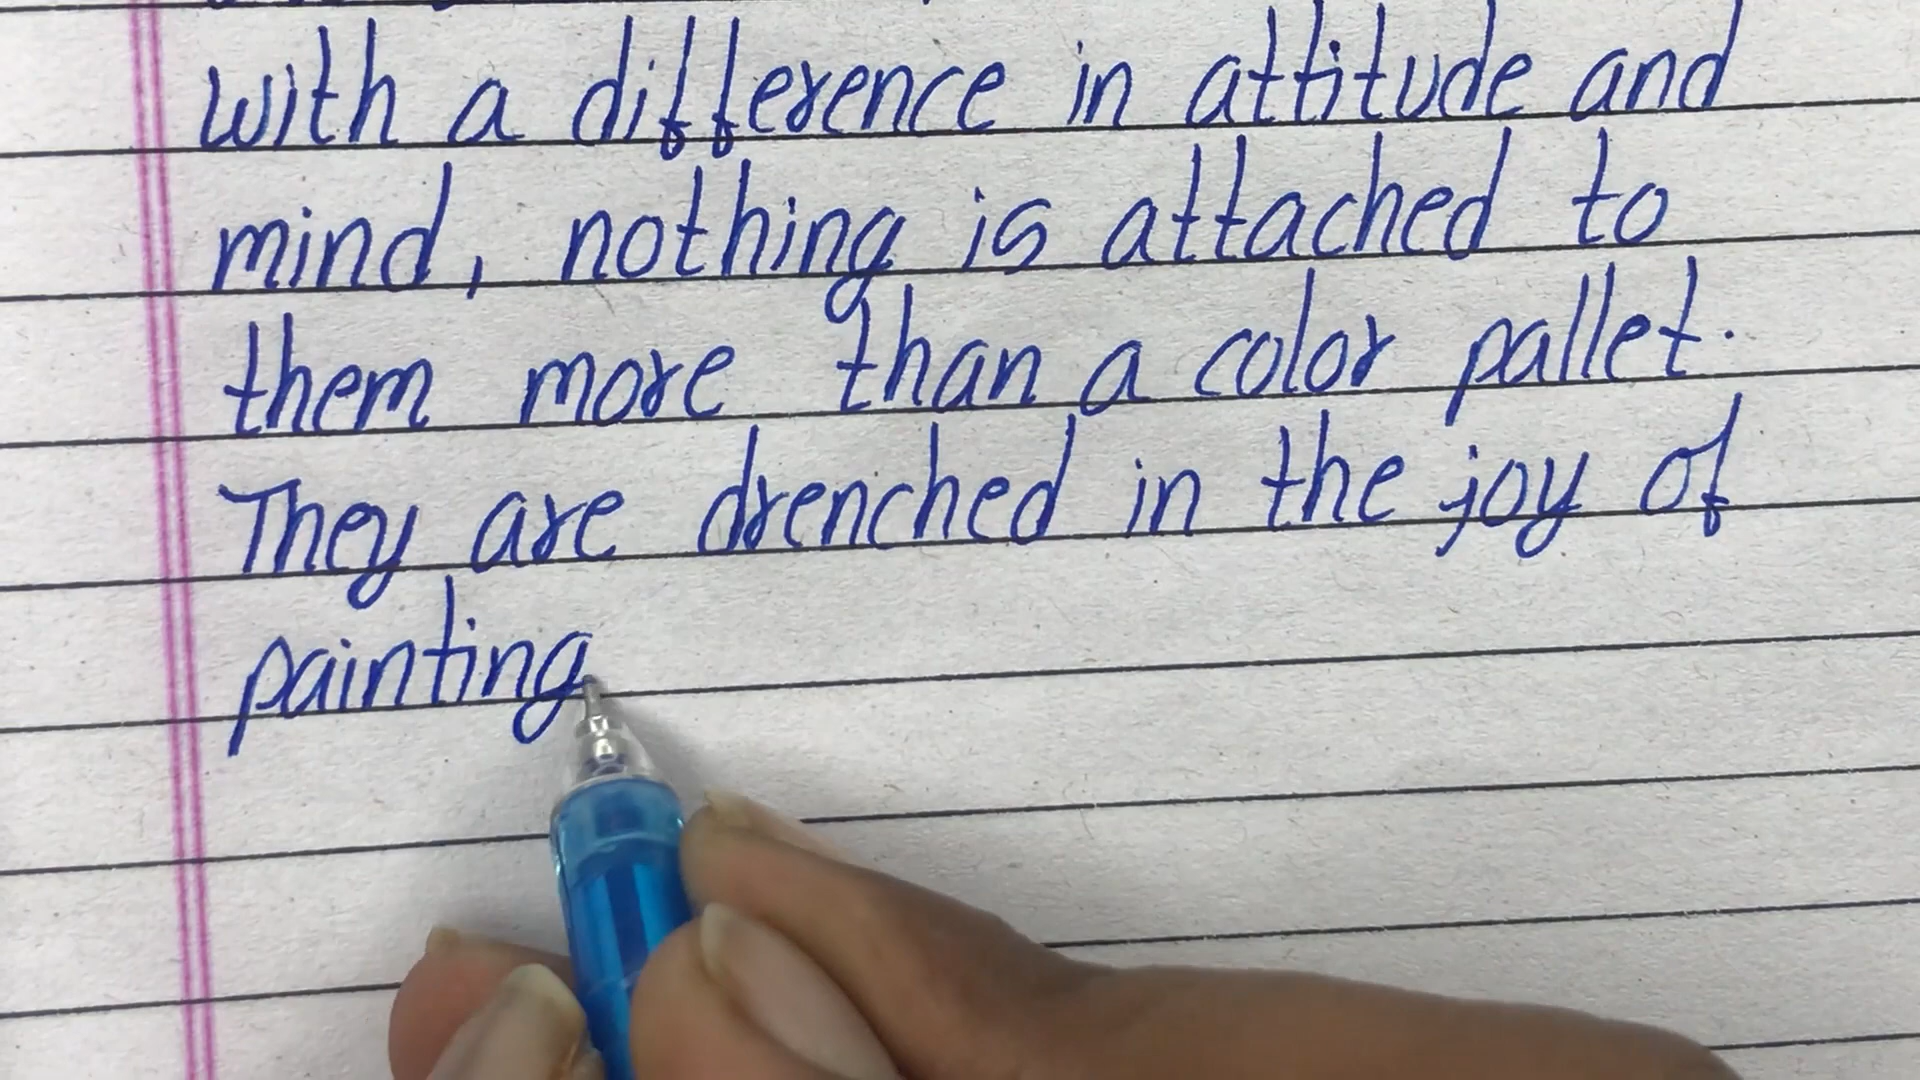 with a difference in attitude and
mind, nothing is attached to
them more than a color pallet.
They are drenched in the joy of
painting